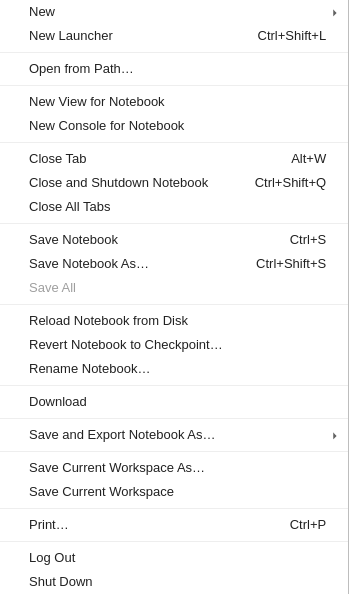 New
New Launcher Ctrl+Shift+L
Open from Path…
New View for Notebook
New Console for Notebook
Close Tab Alt+W
Close and Shutdown Notebook Ctrl+Shift+Q
Close All Tabs
Save Notebook Ctrl+S
Save Notebook As… Ctrl+Shift+S
Save All
Reload Notebook from Disk
Revert Notebook to Checkpoint…
Rename Notebook…
Download
Save and Export Notebook As…
Save Current Workspace As…
Save Current Workspace
Print… Ctrl+P
Log Out
Shut Down